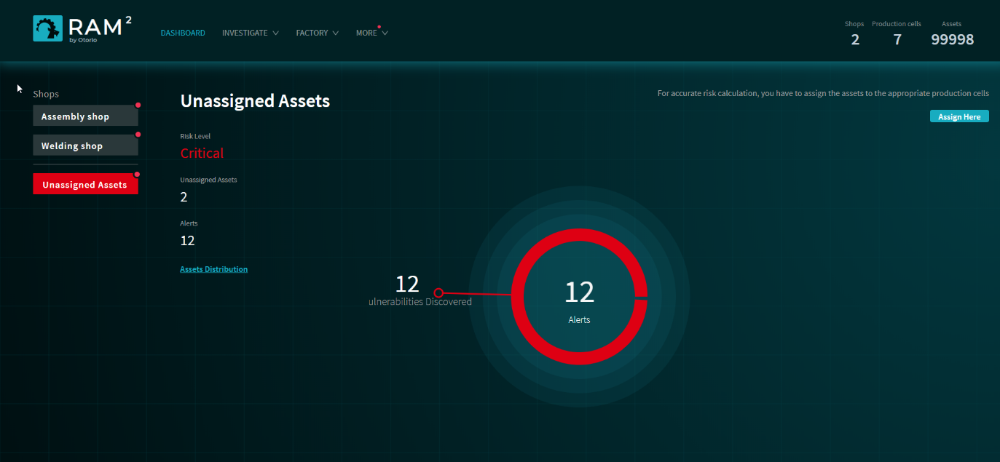 RAM²
by Otorio
DASHBOARD INVESTIGATE FACTORY MORE
Shops Production cells Assets
2 7 99998
Shops
Assembly shop
Welding shop
Unassigned Assets
Unassigned Assets
For accurate risk calculation, you have to assign the assets to the appropriate production cells
Assign Here
Risk Level
Critical
Unassigned Assets
2
Alerts
12
Assets Distribution
12
ulnerabilities Discovered
12
Alerts